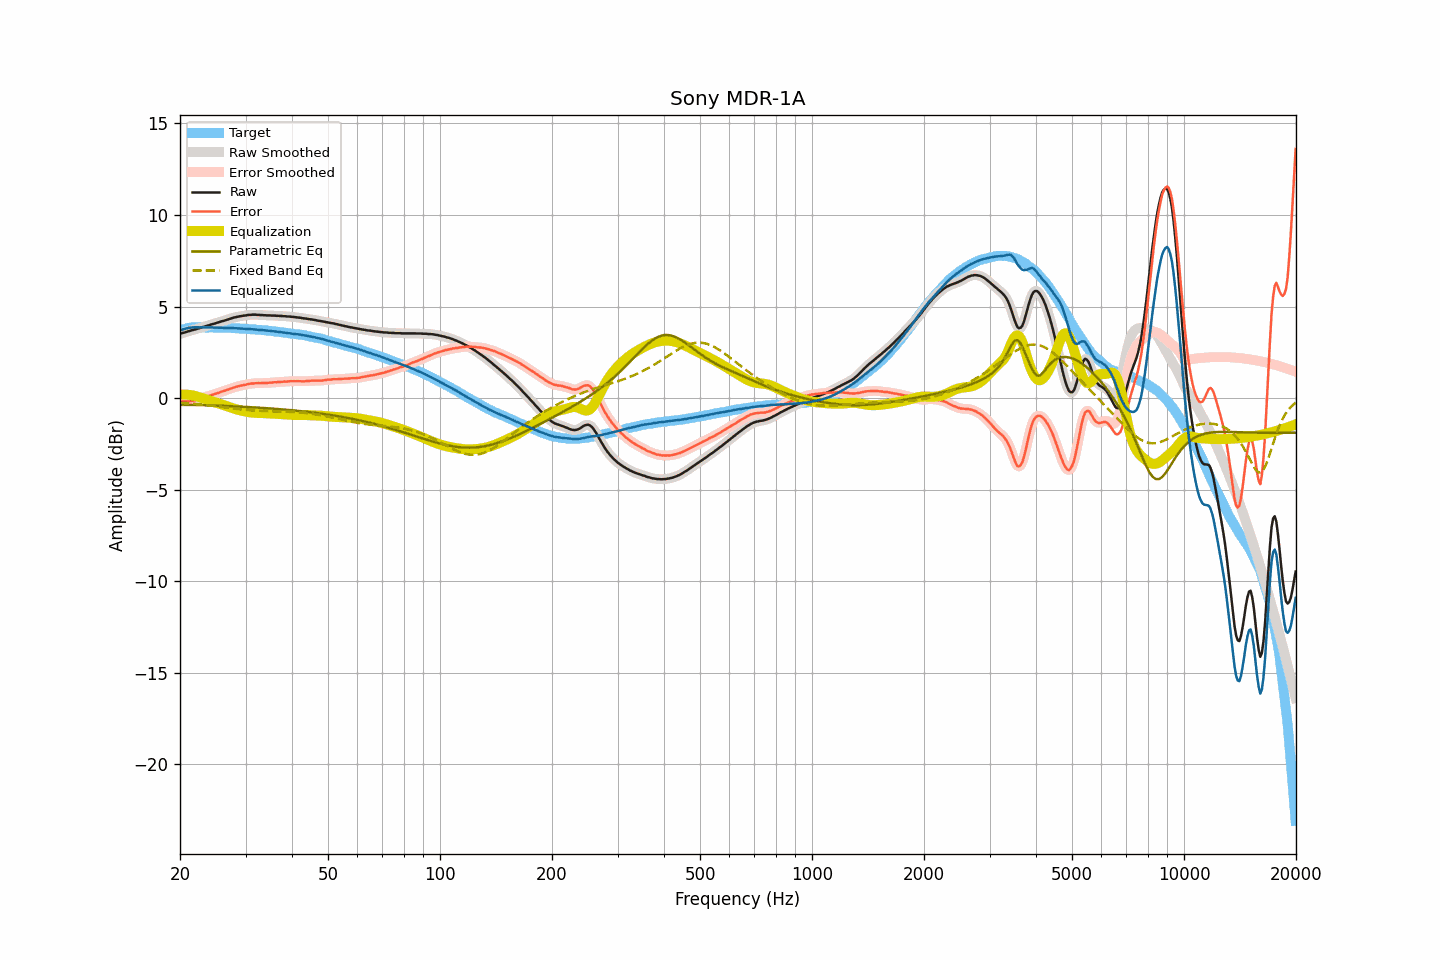 Sony MDR-1A
15
10
5
0
−5
−10
−15
−20
Amplitude (dBr)
Target
Raw Smoothed
Error Smoothed
Raw
Error
Equalization
Parametric Eq
Fixed Band Eq
Equalized
20 50 100 200 500 1000 2000 5000 10000 20000
Frequency (Hz)